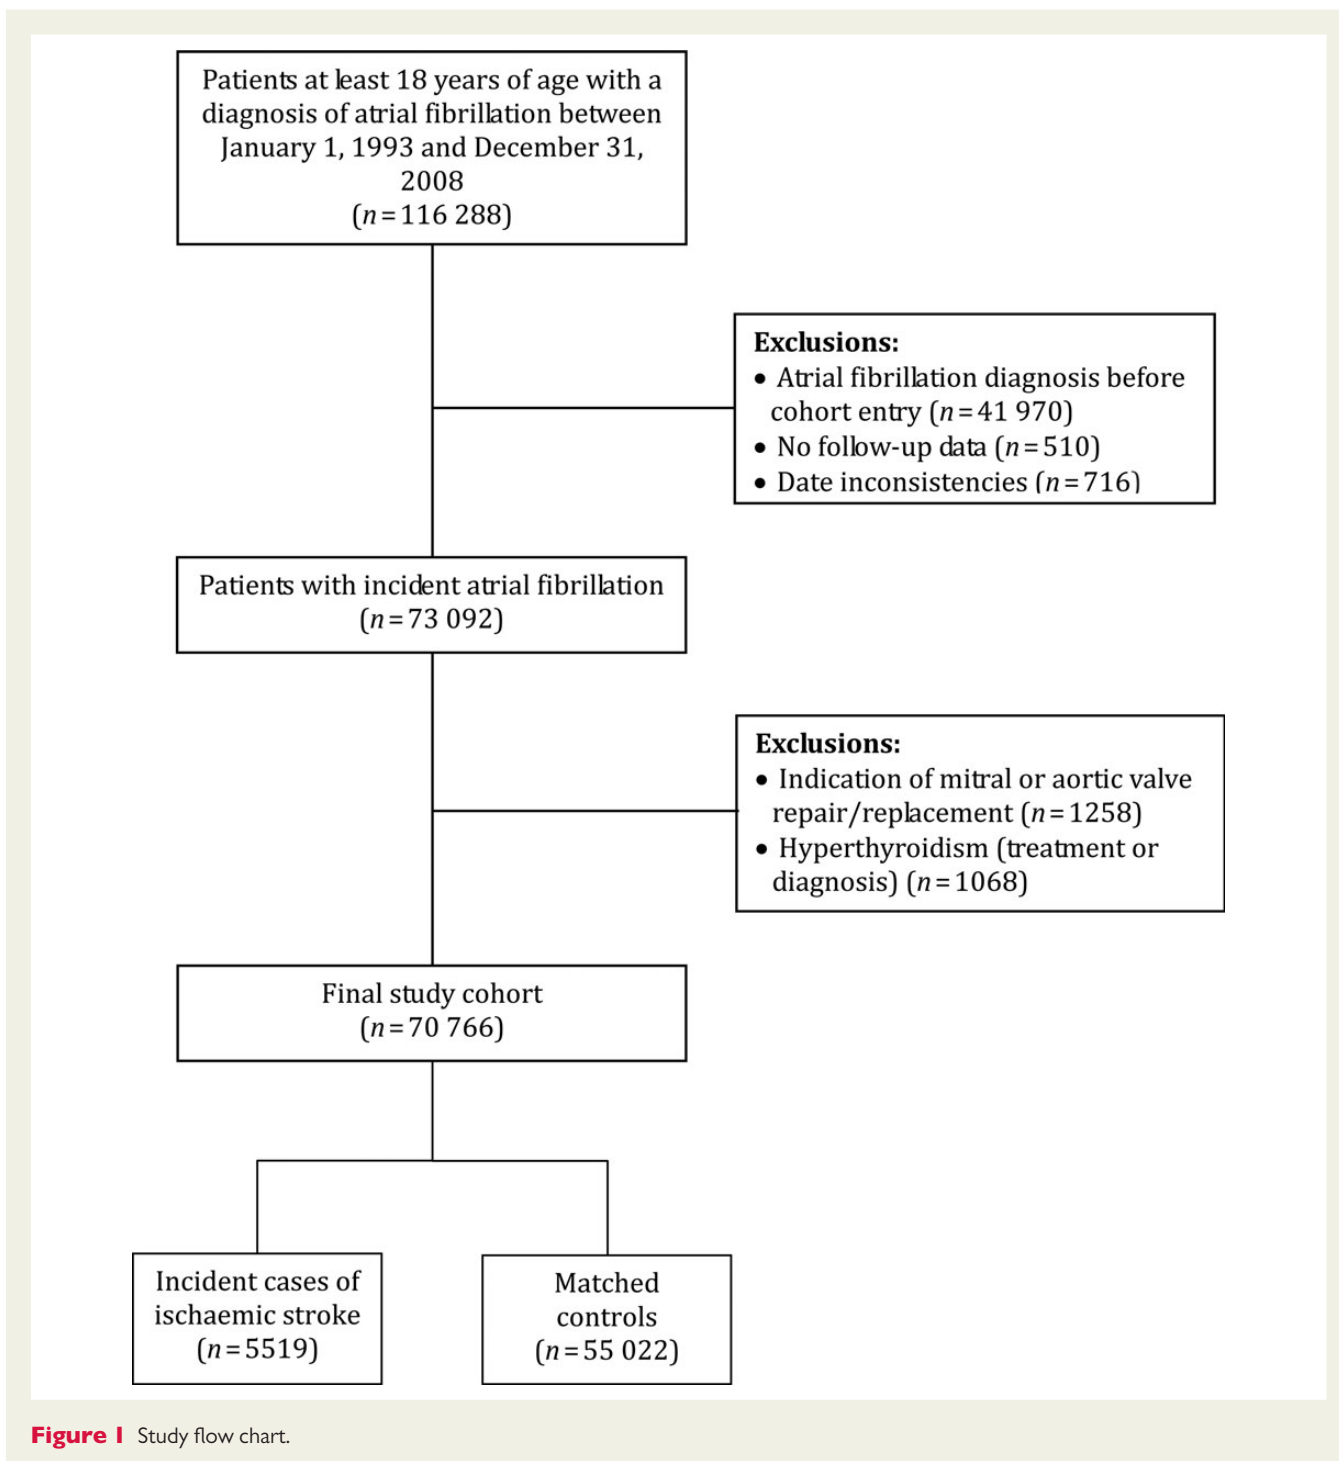 Patients at least 18 years of age with a
diagnosis of atrial fibrillation between
January 1, 1993 and December 31,
2008
(n=116 288)
Exclusions:
• Atrial fibrillation diagnosis before
cohort entry (n=41 970)
• No follow-up data (n=510)
• Date inconsistencies (n=716)
Patients with incident atrial fibrillation
(n=73 092)
Exclusions:
• Indication of mitral or aortic valve
repair/replacement (n=1258)
• Hyperthyroidism (treatment or
diagnosis) (n=1068)
Final study cohort
(n=70 766)
Incident cases of
ischaemic stroke
(n=5519)
Matched
controls
(n=55 022)
Figure 1 Study flow chart.